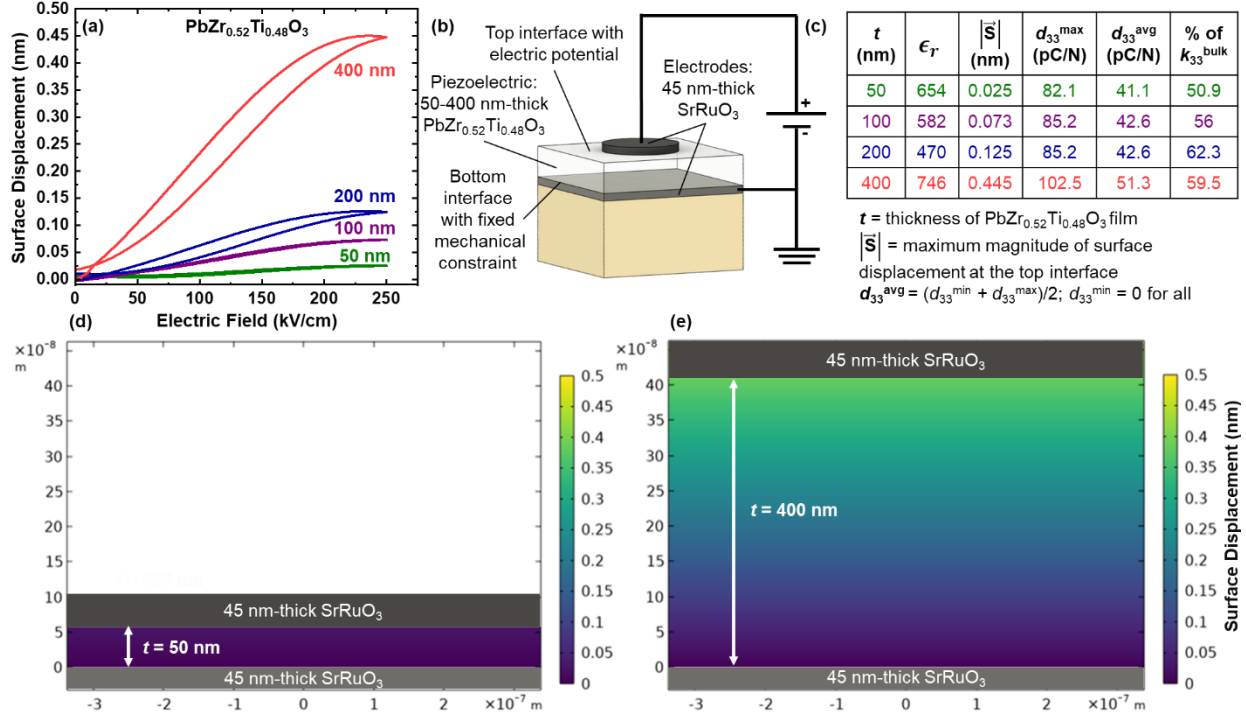 (a)
PbZr0.52Ti0.48O3
Surface Displacement (nm)
0.50
0.45
0.40
0.35
0.30
0.25
0.20
0.15
0.10
0.05
0.00
400 nm
200 nm
100 nm
50 nm
0
50
100
150
200
250
Electric Field (kV/cm)
(b)
Top interface with
electric potential
Piezoelectric:
50-400 nm-thick
PbZr0.52Ti0.48O3
Electrodes:
45 nm-thick
SrRuO3
Bottom
interface
with fixed
mechanical
constraint
+
-
(c)
t (nm) | ϵr | |S⃗| (nm) | d33max (pC/N) | d33avg (pC/N) | % of k33bulk
50 | 654 | 0.025 | 82.1 | 41.1 | 50.9
100 | 582 | 0.073 | 85.2 | 42.6 | 56
200 | 470 | 0.125 | 85.2 | 42.6 | 62.3
400 | 746 | 0.445 | 102.5 | 51.3 | 59.5
t = thickness of PbZr0.52Ti0.48O3 film
|S⃗| = maximum magnitude of surface
displacement at the top interface
d33avg = (d33min + d33max)/2; d33min = 0 for all
(d)
×10⁻⁸
m
40
35
30
25
20
15
10
5
0
45 nm-thick SrRuO3
t = 50 nm
45 nm-thick SrRuO3
-3
-2
-1
0
1
2
×10⁻⁷ m
0.5
0.45
0.4
0.35
0.3
0.25
0.2
0.15
0.1
0.05
0
(e)
×10⁻⁸
m
40
35
30
25
20
15
10
5
0
45 nm-thick SrRuO3
t = 400 nm
45 nm-thick SrRuO3
-3
-2
-1
0
1
2
×10⁻⁷ m
0.5
0.45
0.4
0.35
0.3
0.25
0.2
0.15
0.1
0.05
0
Surface Displacement (nm)